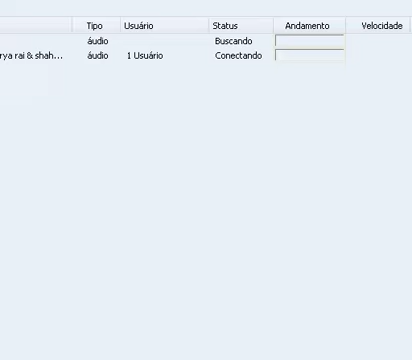 Tipo Usuário Status Andamento Velocidade
áudio Buscando
rya rai & shah... áudio 1 Usuário Conectando